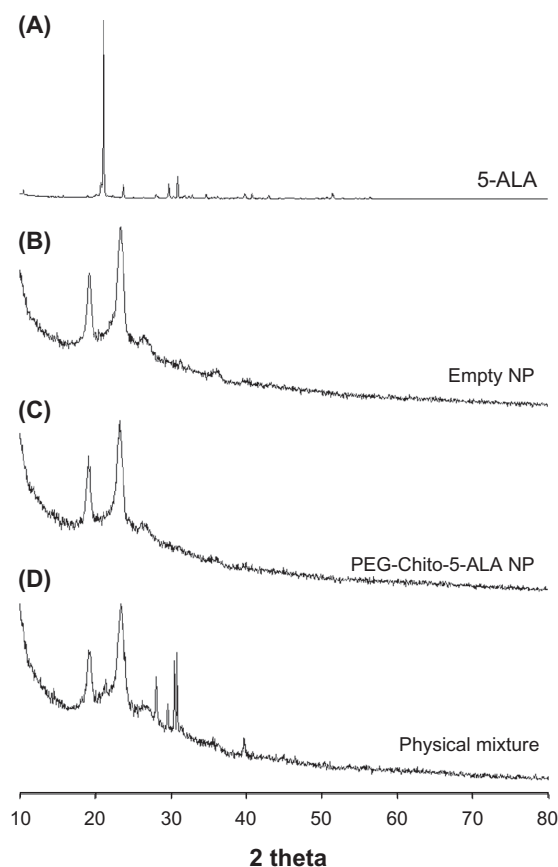 (A)
5-ALA
(B)
Empty NP
(C)
PEG-Chito-5-ALA NP
(D)
Physical mixture
10 20 30 40 50 60 70 80
2 theta